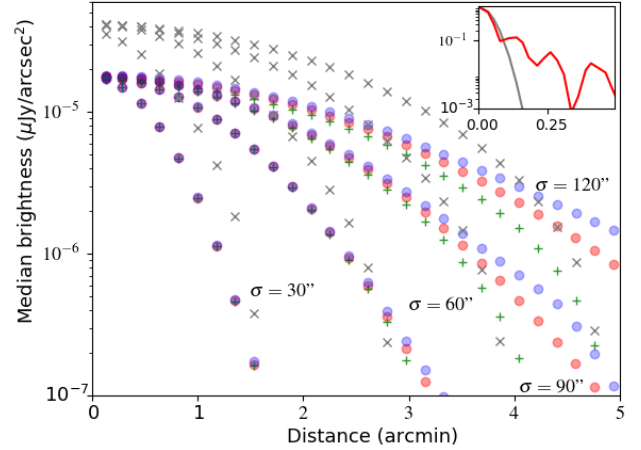 10⁻¹
10⁻³
0.00 0.25
10⁻⁵
10⁻⁶
10⁻⁷
Median brightness (μJy/arcsec²)
σ = 120”
σ = 30”
σ = 60”
σ = 90”
0 1 2 3 4 5
Distance (arcmin)